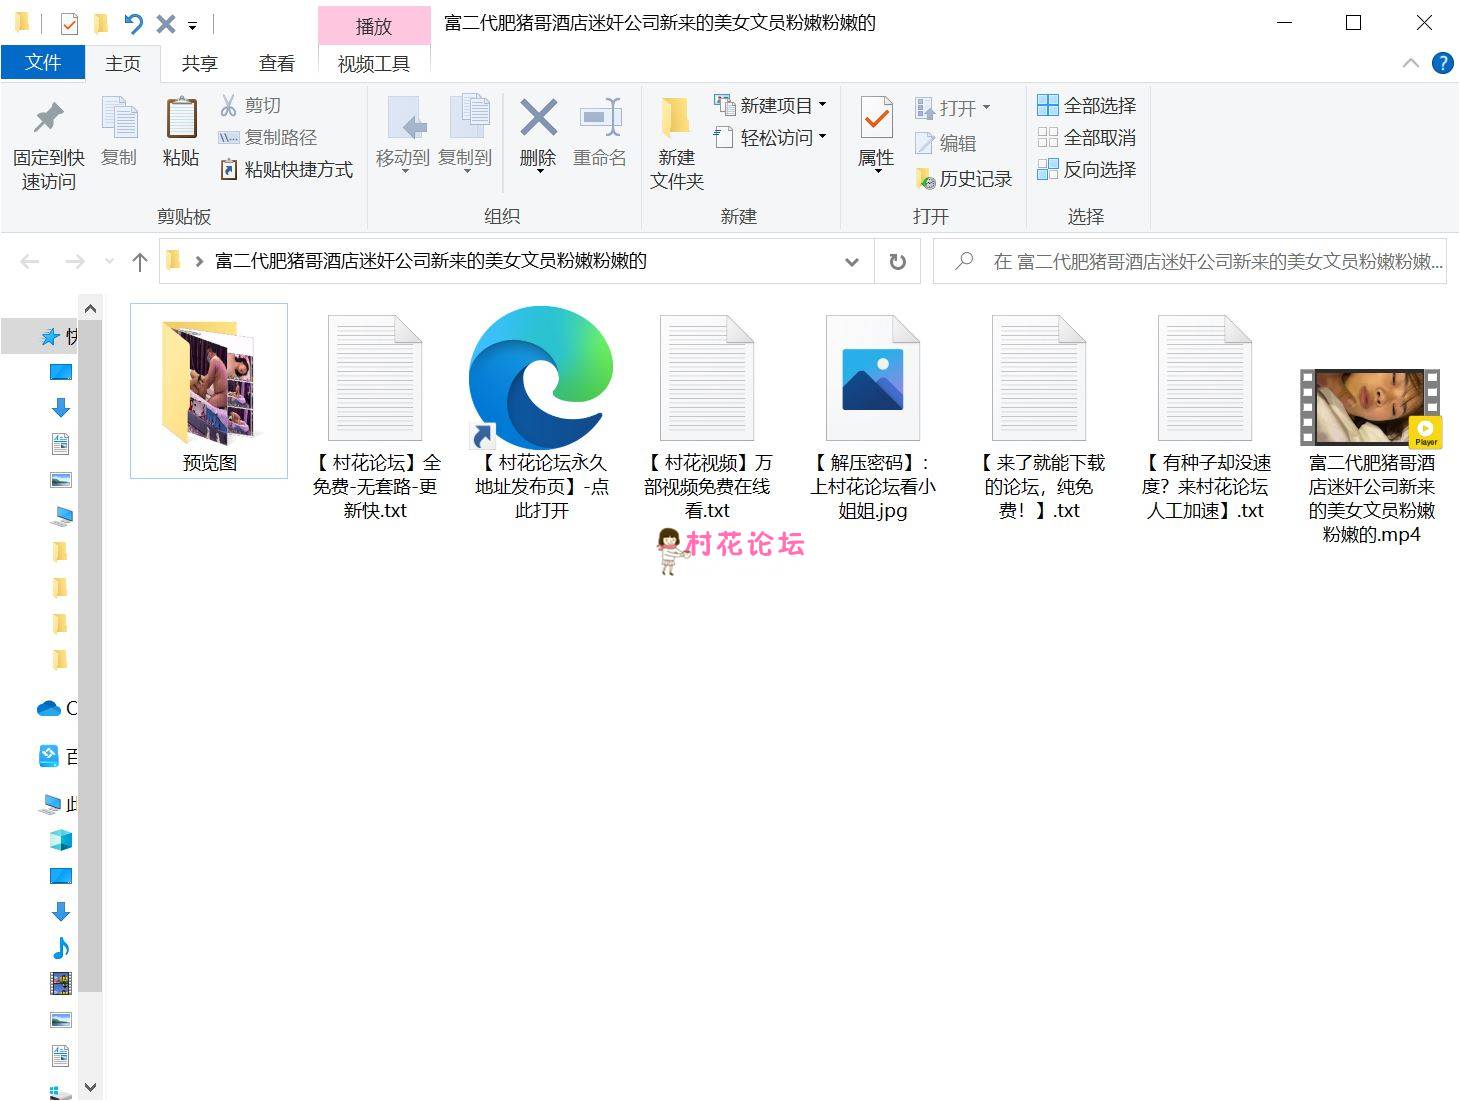 播放
富二代肥猪哥酒店迷奸公司新来的美女文员粉嫩粉嫩的
文件
主页
共享
查看
视频工具
固定到快
速访问
复制
粘贴
剪切
复制路径
粘贴快捷方式
剪贴板
移动到
复制到
删除
重命名
组织
新建
文件夹
新建项目
轻松访问
新建
属性
打开
编辑
历史记录
打开
全部选择
全部取消
反向选择
选择
富二代肥猪哥酒店迷奸公司新来的美女文员粉嫩粉嫩的
在 富二代肥猪哥酒店迷奸公司新来的美女文员粉嫩粉嫩...
快
C
百
此
预览图
【 村花论坛】全
免费-无套路-更
新快.txt
【 村花论坛永久
地址发布页】-点
此打开
【 村花视频】万
部视频免费在线
看.txt
【 解压密码】:
上村花论坛看小
姐姐.jpg
【 来了就能下载
的论坛，纯免
费！】.txt
【 有种子却没速
度？来村花论坛
人工加速】.txt
Player
富二代肥猪哥酒
店迷奸公司新来
的美女文员粉嫩
粉嫩的.mp4
村花论坛